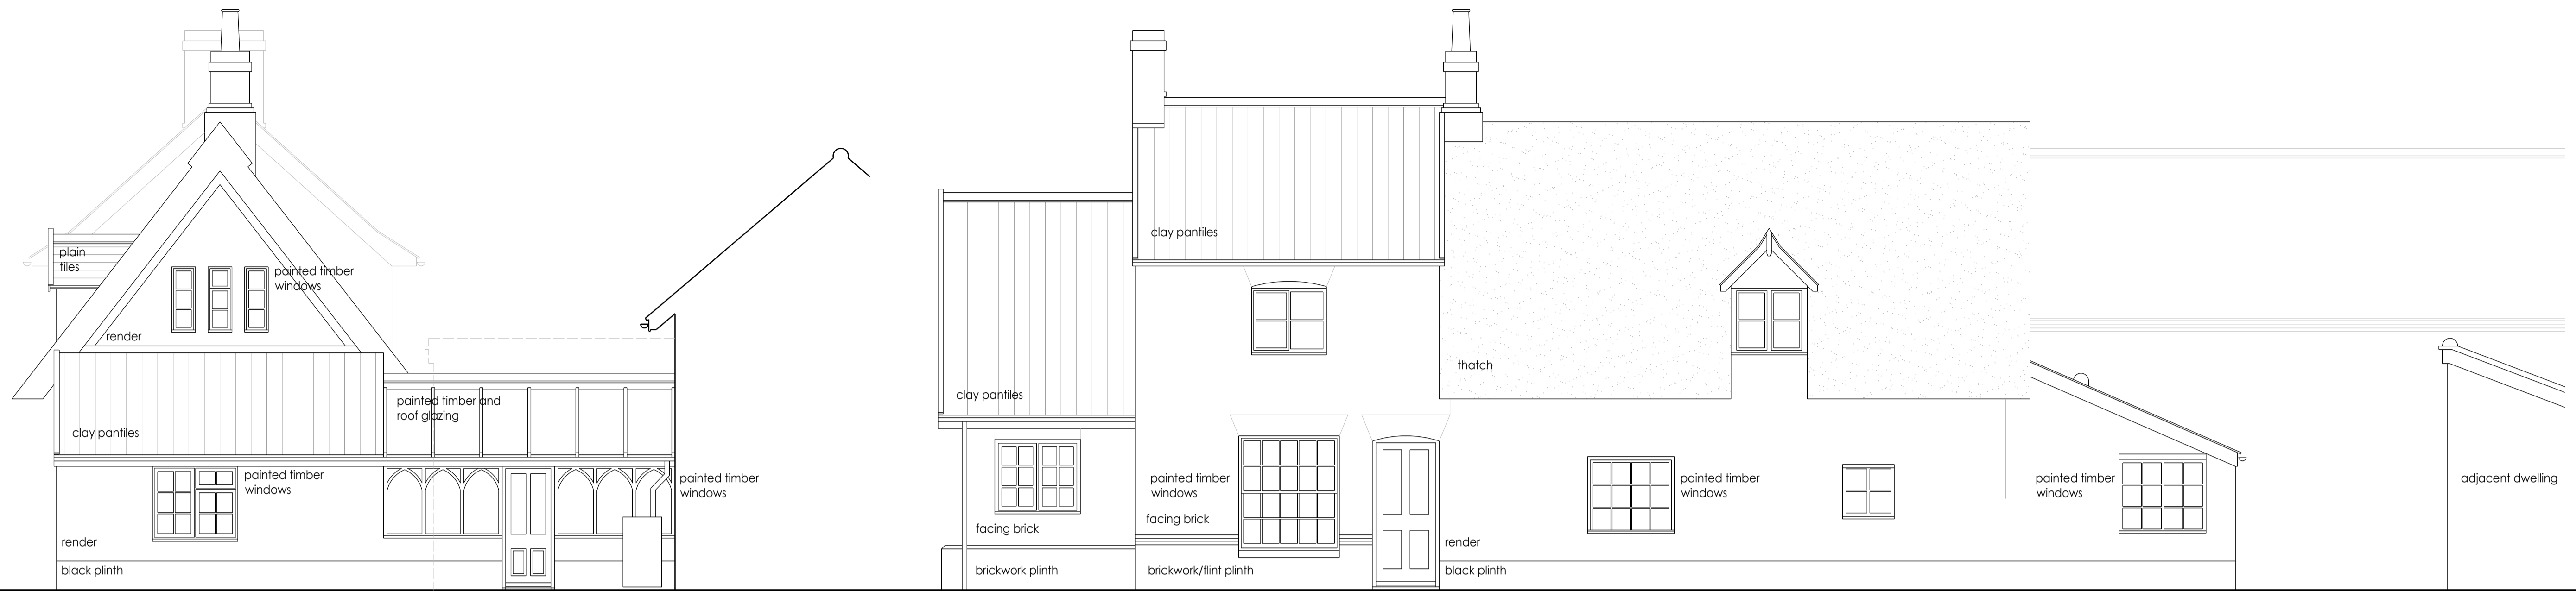 plain
tiles
painted timber
windows
render
clay pantiles
painted timber and
roof glazing
painted timber
windows
painted timber
windows
render
black plinth
clay pantiles
clay pantiles
thatch
facing brick
brickwork plinth
painted timber
windows
facing brick
brickwork/flint plinth
render
black plinth
painted timber
windows
painted timber
windows
adjacent dwelling